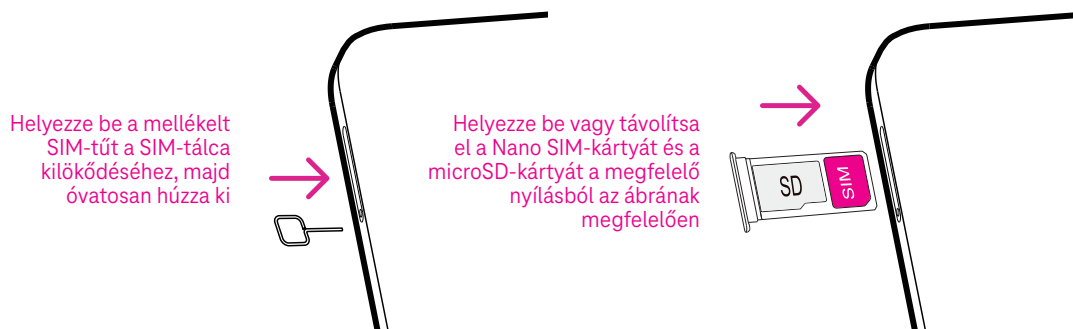 Helyezze be a mellékelt
SIM-tűt a SIM-tálca
kilökődéséhez, majd
óvatosan húzza ki
Helyezze be vagy távolítsa
el a Nano SIM-kártyát és a
microSD-kártyát a megfelelő
nyílásból az ábrának
megfelelően
SD
SIM